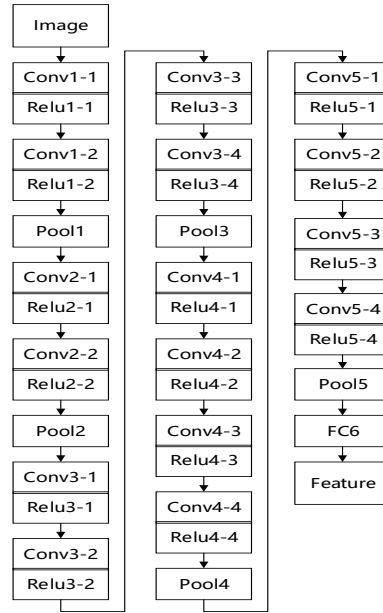 Image
Conv1-1
Relu1-1
Conv1-2
Relu1-2
Pool1
Conv2-1
Relu2-1
Conv2-2
Relu2-2
Pool2
Conv3-1
Relu3-1
Conv3-2
Relu3-2
Conv3-3
Relu3-3
Conv3-4
Relu3-4
Pool3
Conv4-1
Relu4-1
Conv4-2
Relu4-2
Conv4-3
Relu4-3
Conv4-4
Relu4-4
Pool4
Conv5-1
Relu5-1
Conv5-2
Relu5-2
Conv5-3
Relu5-3
Conv5-4
Relu5-4
Pool5
FC6
Feature